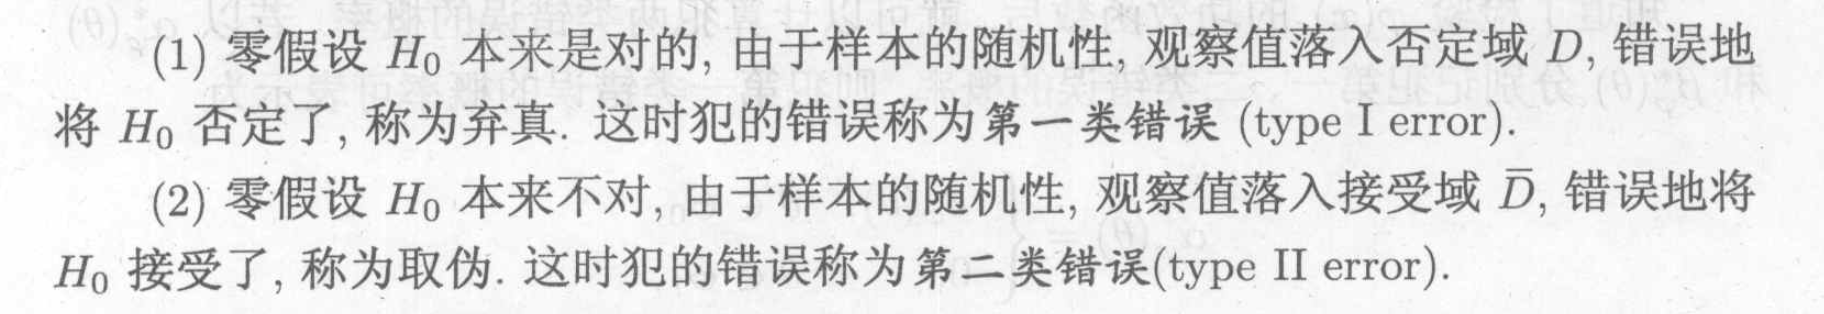 (1) 零假设 H₀ 本来是对的, 由于样本的随机性, 观察值落入否定域 D, 错误地
将 H₀ 否定了, 称为弃真. 这时犯的错误称为第一类错误 (type I error).
(2) 零假设 H₀ 本来不对, 由于样本的随机性, 观察值落入接受域 D̅, 错误地将
H₀ 接受了, 称为取伪. 这时犯的错误称为第二类错误(type II error).